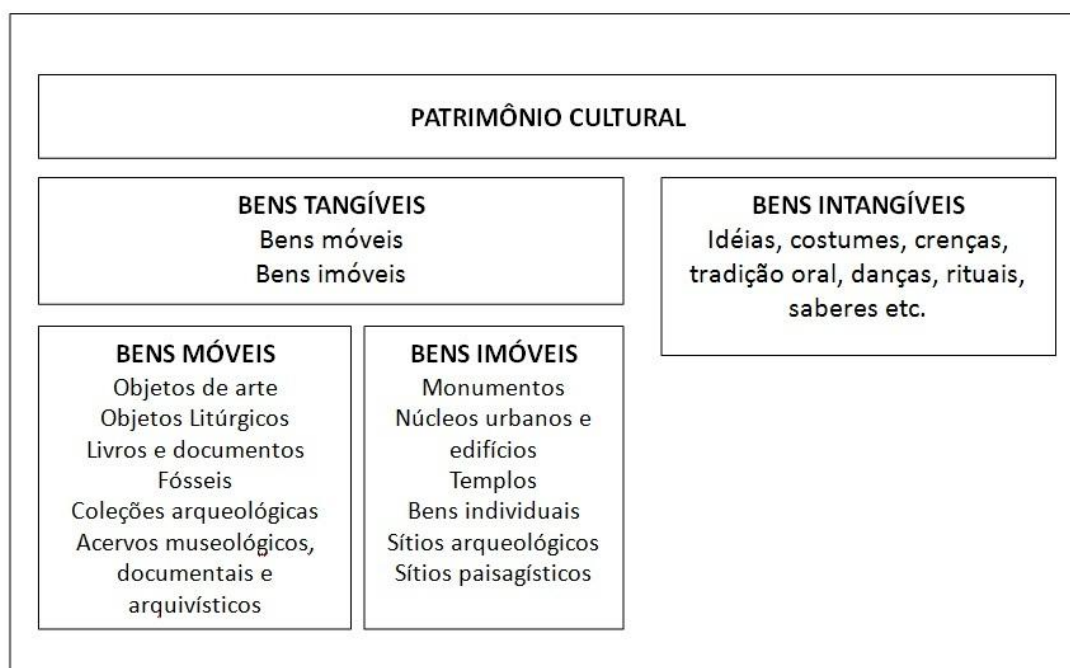 PATRIMÔNIO CULTURAL
BENS TANGÍVEIS
Bens móveis
Bens imóveis
BENS INTANGÍVEIS
Idéias, costumes, crenças,
tradição oral, danças, rituais,
saberes etc.
BENS MÓVEIS
Objetos de arte
Objetos Litúrgicos
Livros e documentos
Fósseis
Coleções arqueológicas
Acervos museológicos,
documentais e
arquivísticos
BENS IMÓVEIS
Monumentos
Núcleos urbanos e
edifícios
Templos
Bens individuais
Sítios arqueológicos
Sítios paisagísticos